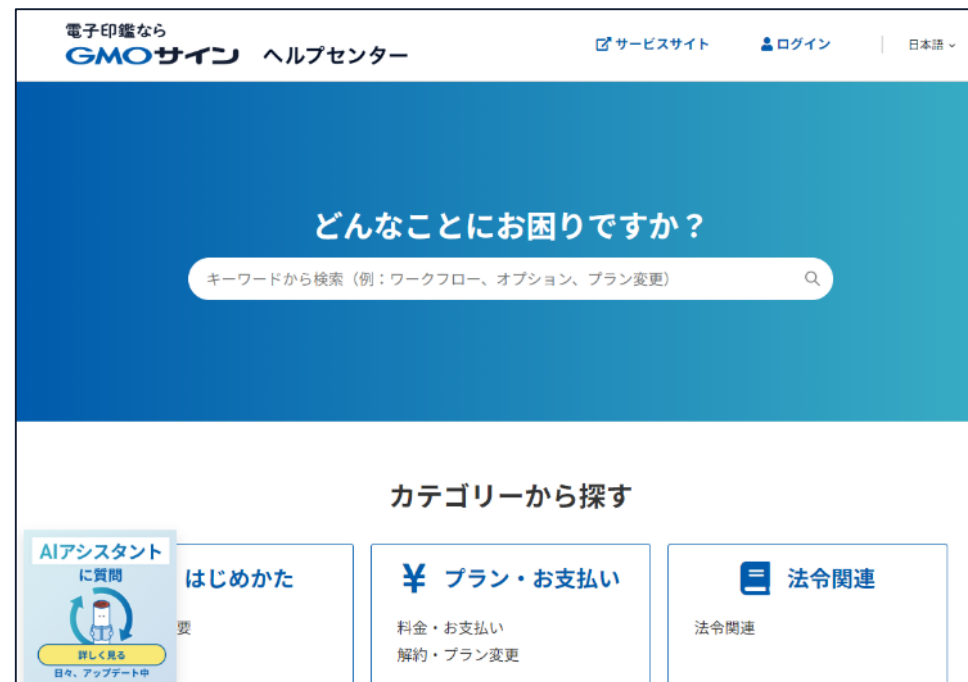 電子印鑑なら
GMOサイン ヘルプセンター
サービスサイト
ログイン
日本語
どんなことにお困りですか？
キーワードから検索（例：ワークフロー、オプション、プラン変更）
カテゴリーから探す
AIアシスタント
に質問
詳しく見る
日々、アップデート中
はじめかた
要
プラン・お支払い
料金・お支払い
解約・プラン変更
法令関連
法令関連